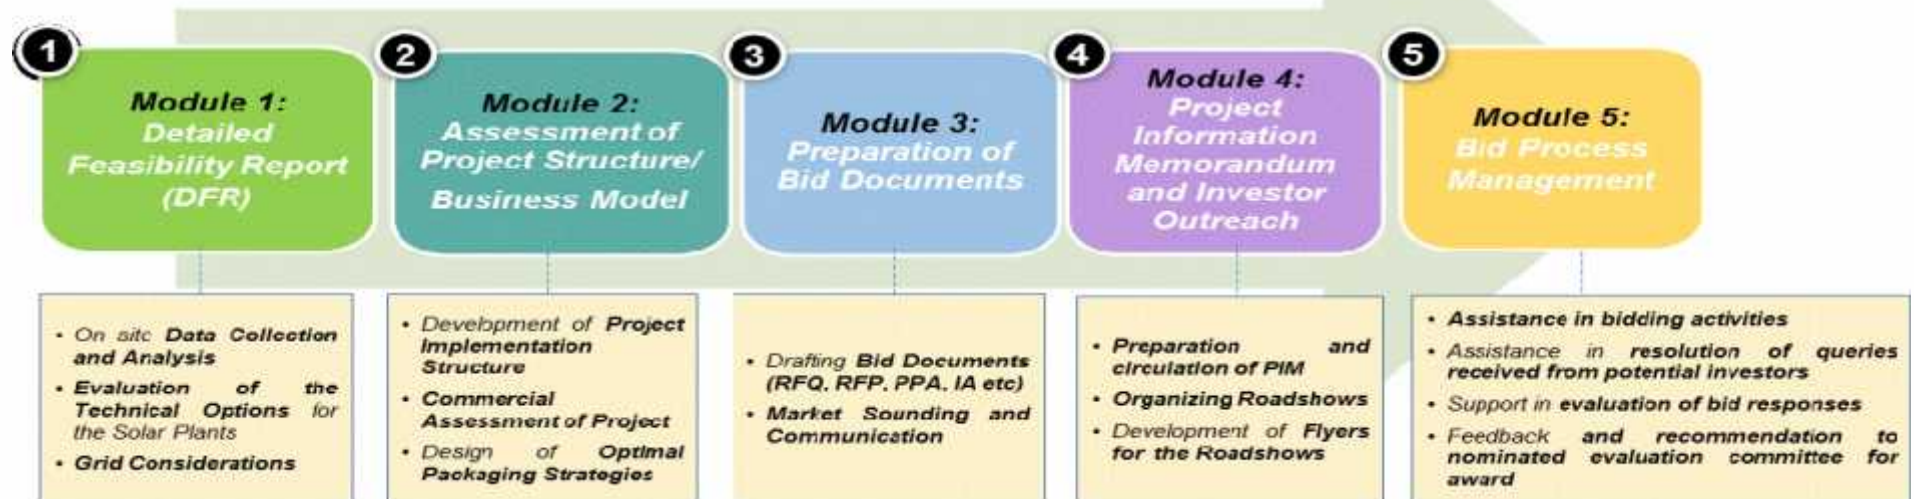 1
Module 1:
Detailed
Feasibility Report
(DFR)
2
Module 2:
Assessment of
Project Structure/
Business Model
3
Module 3:
Preparation of
Bid Documents
4
Module 4:
Project
Information
Memorandum
and Investor
Outreach
5
Module 5:
Bid Process
Management
• On site Data Collection
and Analysis
• Evaluation of the
Technical Options for
the Solar Plants
• Grid Considerations
• Development of Project
Implementation
Structure
• Commercial
Assessment of Project
• Design of Optimal
Packaging Strategies
• Drafting Bid Documents
(RFQ, RFP, PPA, IA etc)
• Market Sounding and
Communication
• Preparation and
circulation of PIM
• Organizing Roadshows
• Development of Flyers
for the Roadshows
• Assistance in bidding activities
• Assistance in resolution of queries
received from potential investors
• Support in evaluation of bid responses
• Feedback and recommendation to
nominated evaluation committee for
award